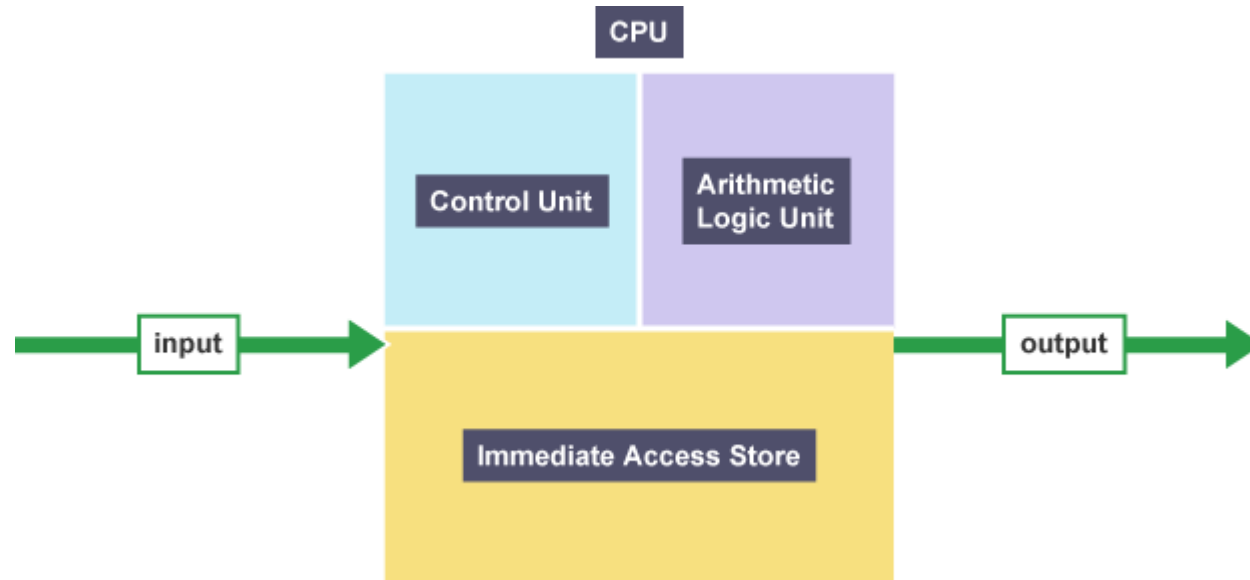 CPU
Control Unit
Arithmetic
Logic Unit
input
output
Immediate Access Store